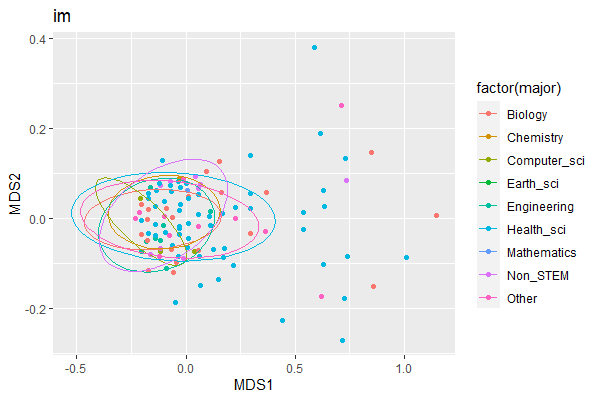 im
0.4
0.2
0.0
-0.2
MDS2
-0.5
0.0
0.5
1.0
MDS1
factor(major)
Biology
Chemistry
Computer_sci
Earth_sci
Engineering
Health_sci
Mathematics
Non_STEM
Other